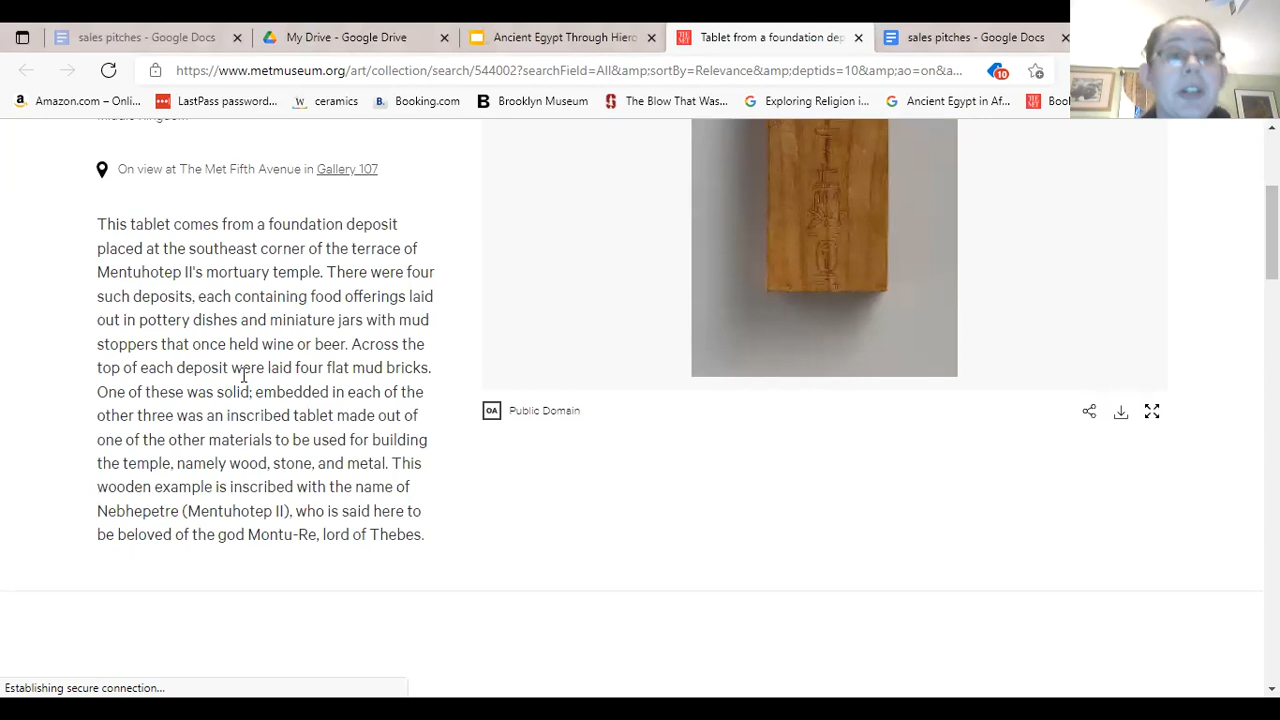 sales pitches - Google Docs
My Drive - Google Drive
Ancient Egypt Through Hiero
Tablet from a foundation dep
sales pitches - Google Docs
https://www.metmuseum.org/art/collection/search/544002?searchField=All&amp;sortBy=Relevance&amp;deptids=10&amp;ao=on&a...
10
Amazon.com – Onli...
LastPass password...
ceramics
Booking.com
Brooklyn Museum
The Blow That Was...
Exploring Religion i...
Ancient Egypt in Af...
Middle Kingdom
On view at The Met Fifth Avenue in Gallery 107
This tablet comes from a foundation deposit
placed at the southeast corner of the terrace of
Mentuhotep II's mortuary temple. There were four
such deposits, each containing food offerings laid
out in pottery dishes and miniature jars with mud
stoppers that once held wine or beer. Across the
top of each deposit were laid four flat mud bricks.
One of these was solid; embedded in each of the
other three was an inscribed tablet made out of
one of the other materials to be used for building
the temple, namely wood, stone, and metal. This
wooden example is inscribed with the name of
Nebhepetre (Mentuhotep II), who is said here to
be beloved of the god Montu-Re, lord of Thebes.
OA Public Domain
Establishing secure connection...